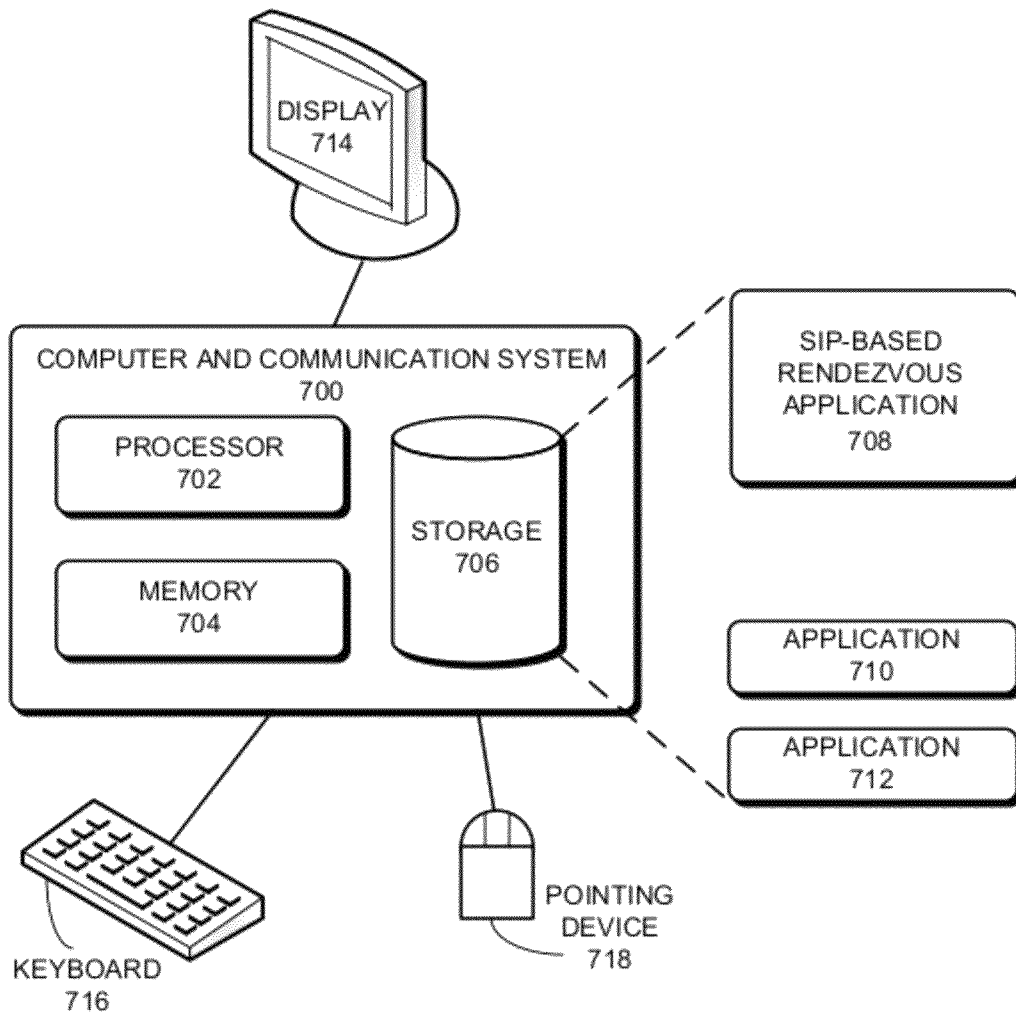 DISPLAY
714
COMPUTER AND COMMUNICATION SYSTEM
700
PROCESSOR
702
MEMORY
704
STORAGE
706
SIP-BASED
RENDEZVOUS
APPLICATION
708
APPLICATION
710
APPLICATION
712
KEYBOARD
716
POINTING
DEVICE
718